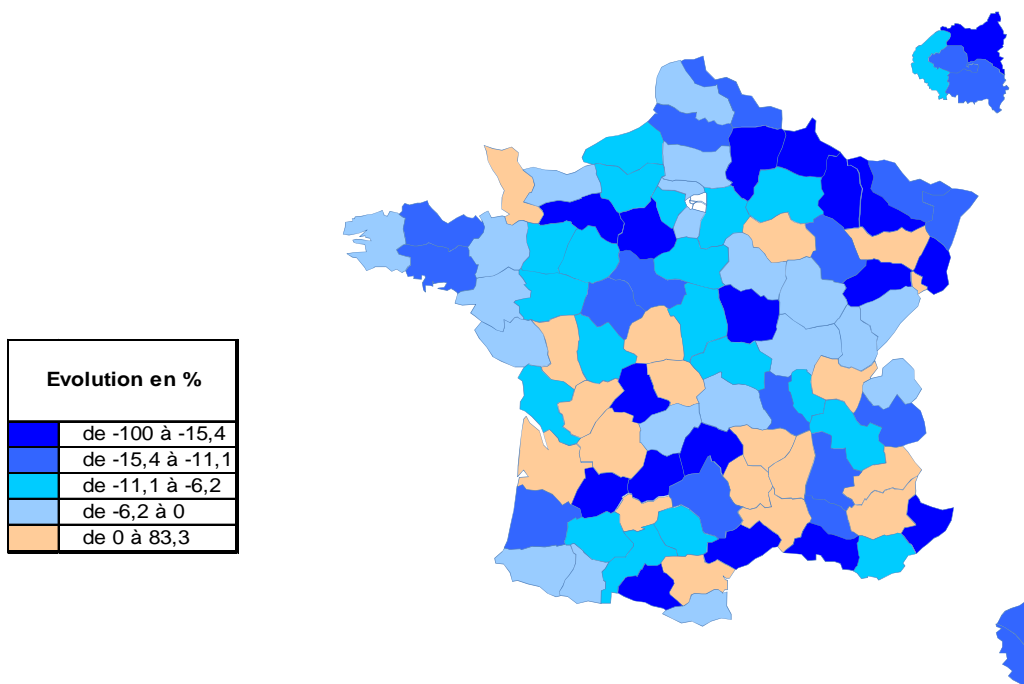 Evolution en %
de -100 à -15,4
de -15,4 à -11,1
de -11,1 à -6,2
de -6,2 à 0
de 0 à 83,3